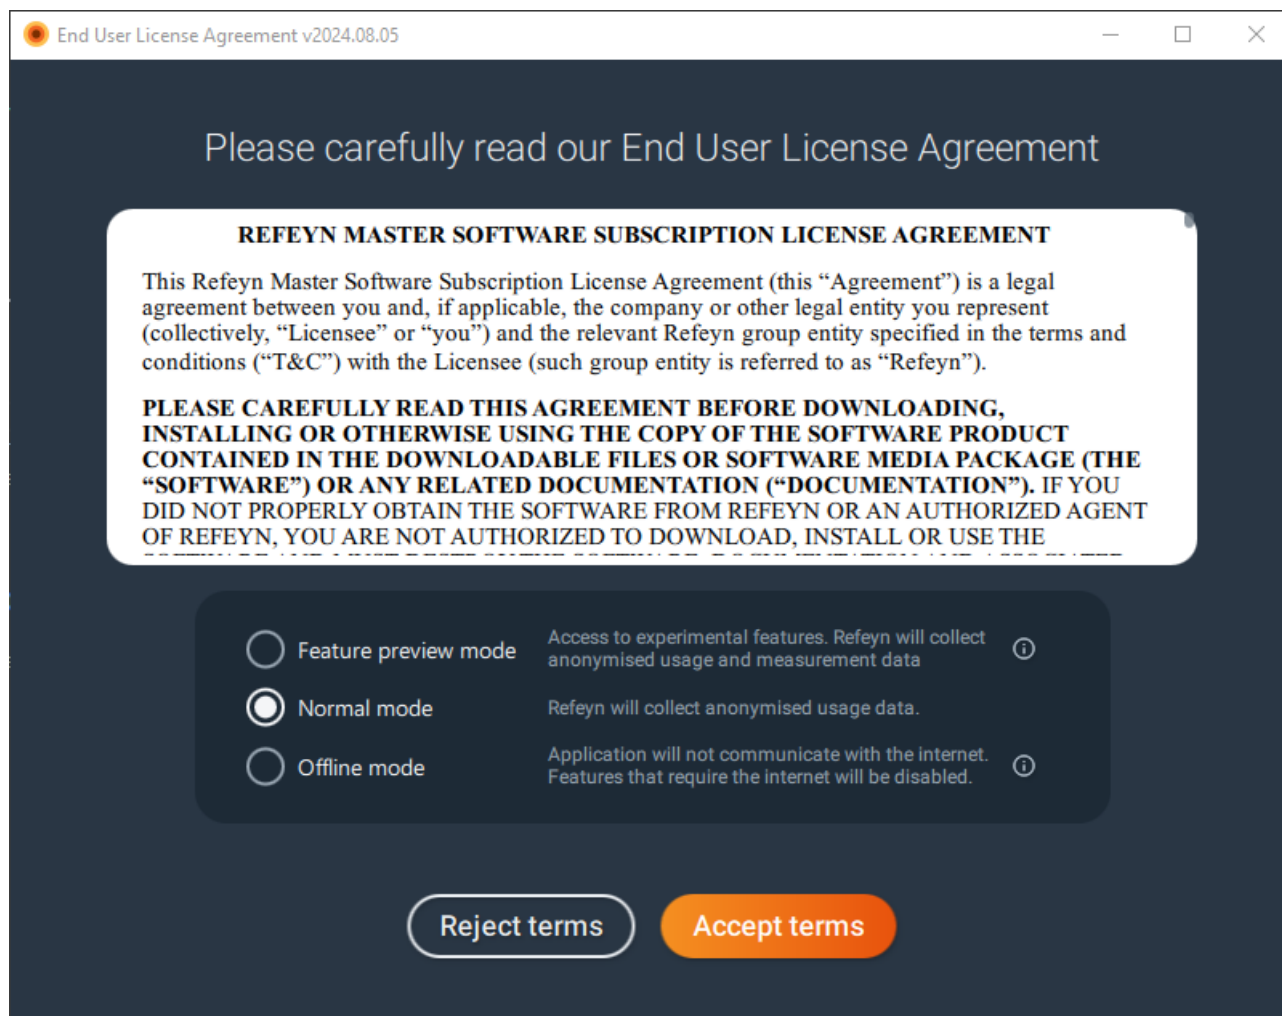 End User License Agreement v2024.08.05
Please carefully read our End User License Agreement
REFEYN MASTER SOFTWARE SUBSCRIPTION LICENSE AGREEMENT
This Refeyn Master Software Subscription License Agreement (this “Agreement”) is a legal
agreement between you and, if applicable, the company or other legal entity you represent
(collectively, “Licensee” or “you”) and the relevant Refeyn group entity specified in the terms and
conditions (“T&C”) with the Licensee (such group entity is referred to as “Refeyn”).
PLEASE CAREFULLY READ THIS AGREEMENT BEFORE DOWNLOADING,
INSTALLING OR OTHERWISE USING THE COPY OF THE SOFTWARE PRODUCT
CONTAINED IN THE DOWNLOADABLE FILES OR SOFTWARE MEDIA PACKAGE (THE
“SOFTWARE”) OR ANY RELATED DOCUMENTATION (“DOCUMENTATION”). IF YOU
DID NOT PROPERLY OBTAIN THE SOFTWARE FROM REFEYN OR AN AUTHORIZED AGENT
OF REFEYN, YOU ARE NOT AUTHORIZED TO DOWNLOAD, INSTALL OR USE THE
Feature preview mode
Access to experimental features. Refeyn will collect
anonymised usage and measurement data
Normal mode
Refeyn will collect anonymised usage data.
Offline mode
Application will not communicate with the internet.
Features that require the internet will be disabled.
Reject terms
Accept terms